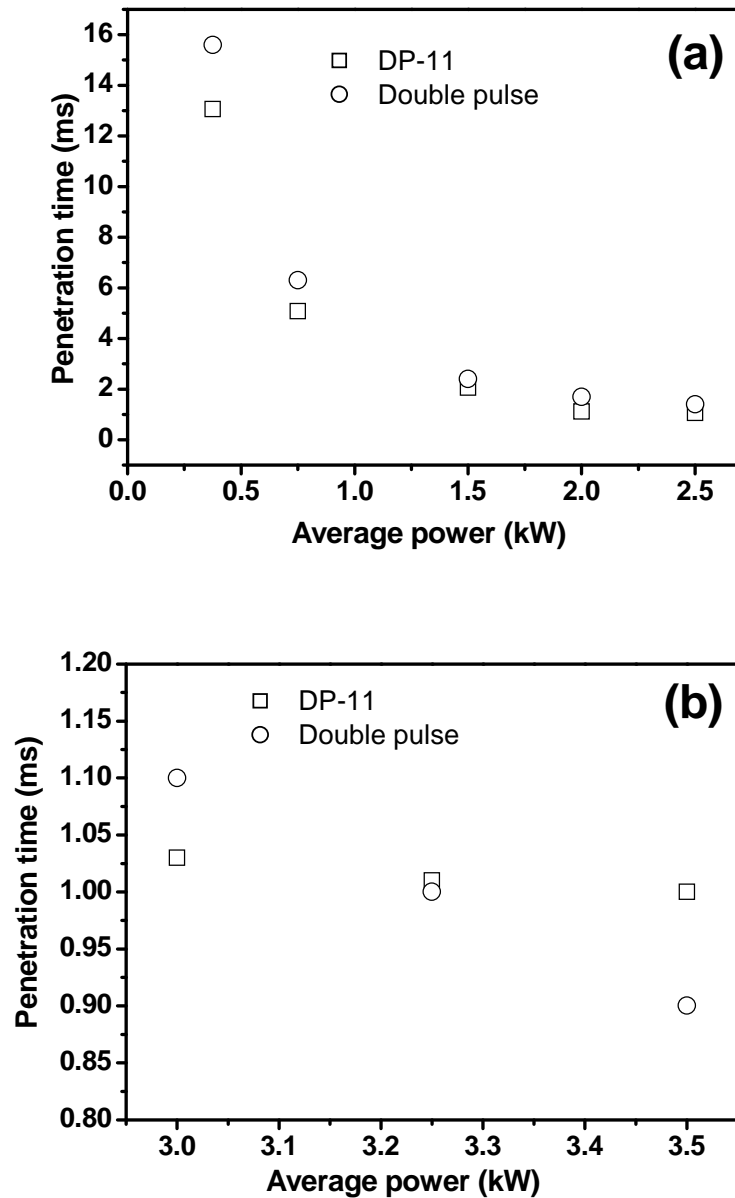 (a)
DP-11
Double pulse
16
14
12
10
8
6
4
2
0
Penetration time (ms)
0.0 0.5 1.0 1.5 2.0 2.5
Average power (kW)
(b)
DP-11
Double pulse
1.20
1.15
1.10
1.05
1.00
0.95
0.90
0.85
0.80
Penetration time (ms)
3.0 3.1 3.2 3.3 3.4 3.5
Average power (kW)